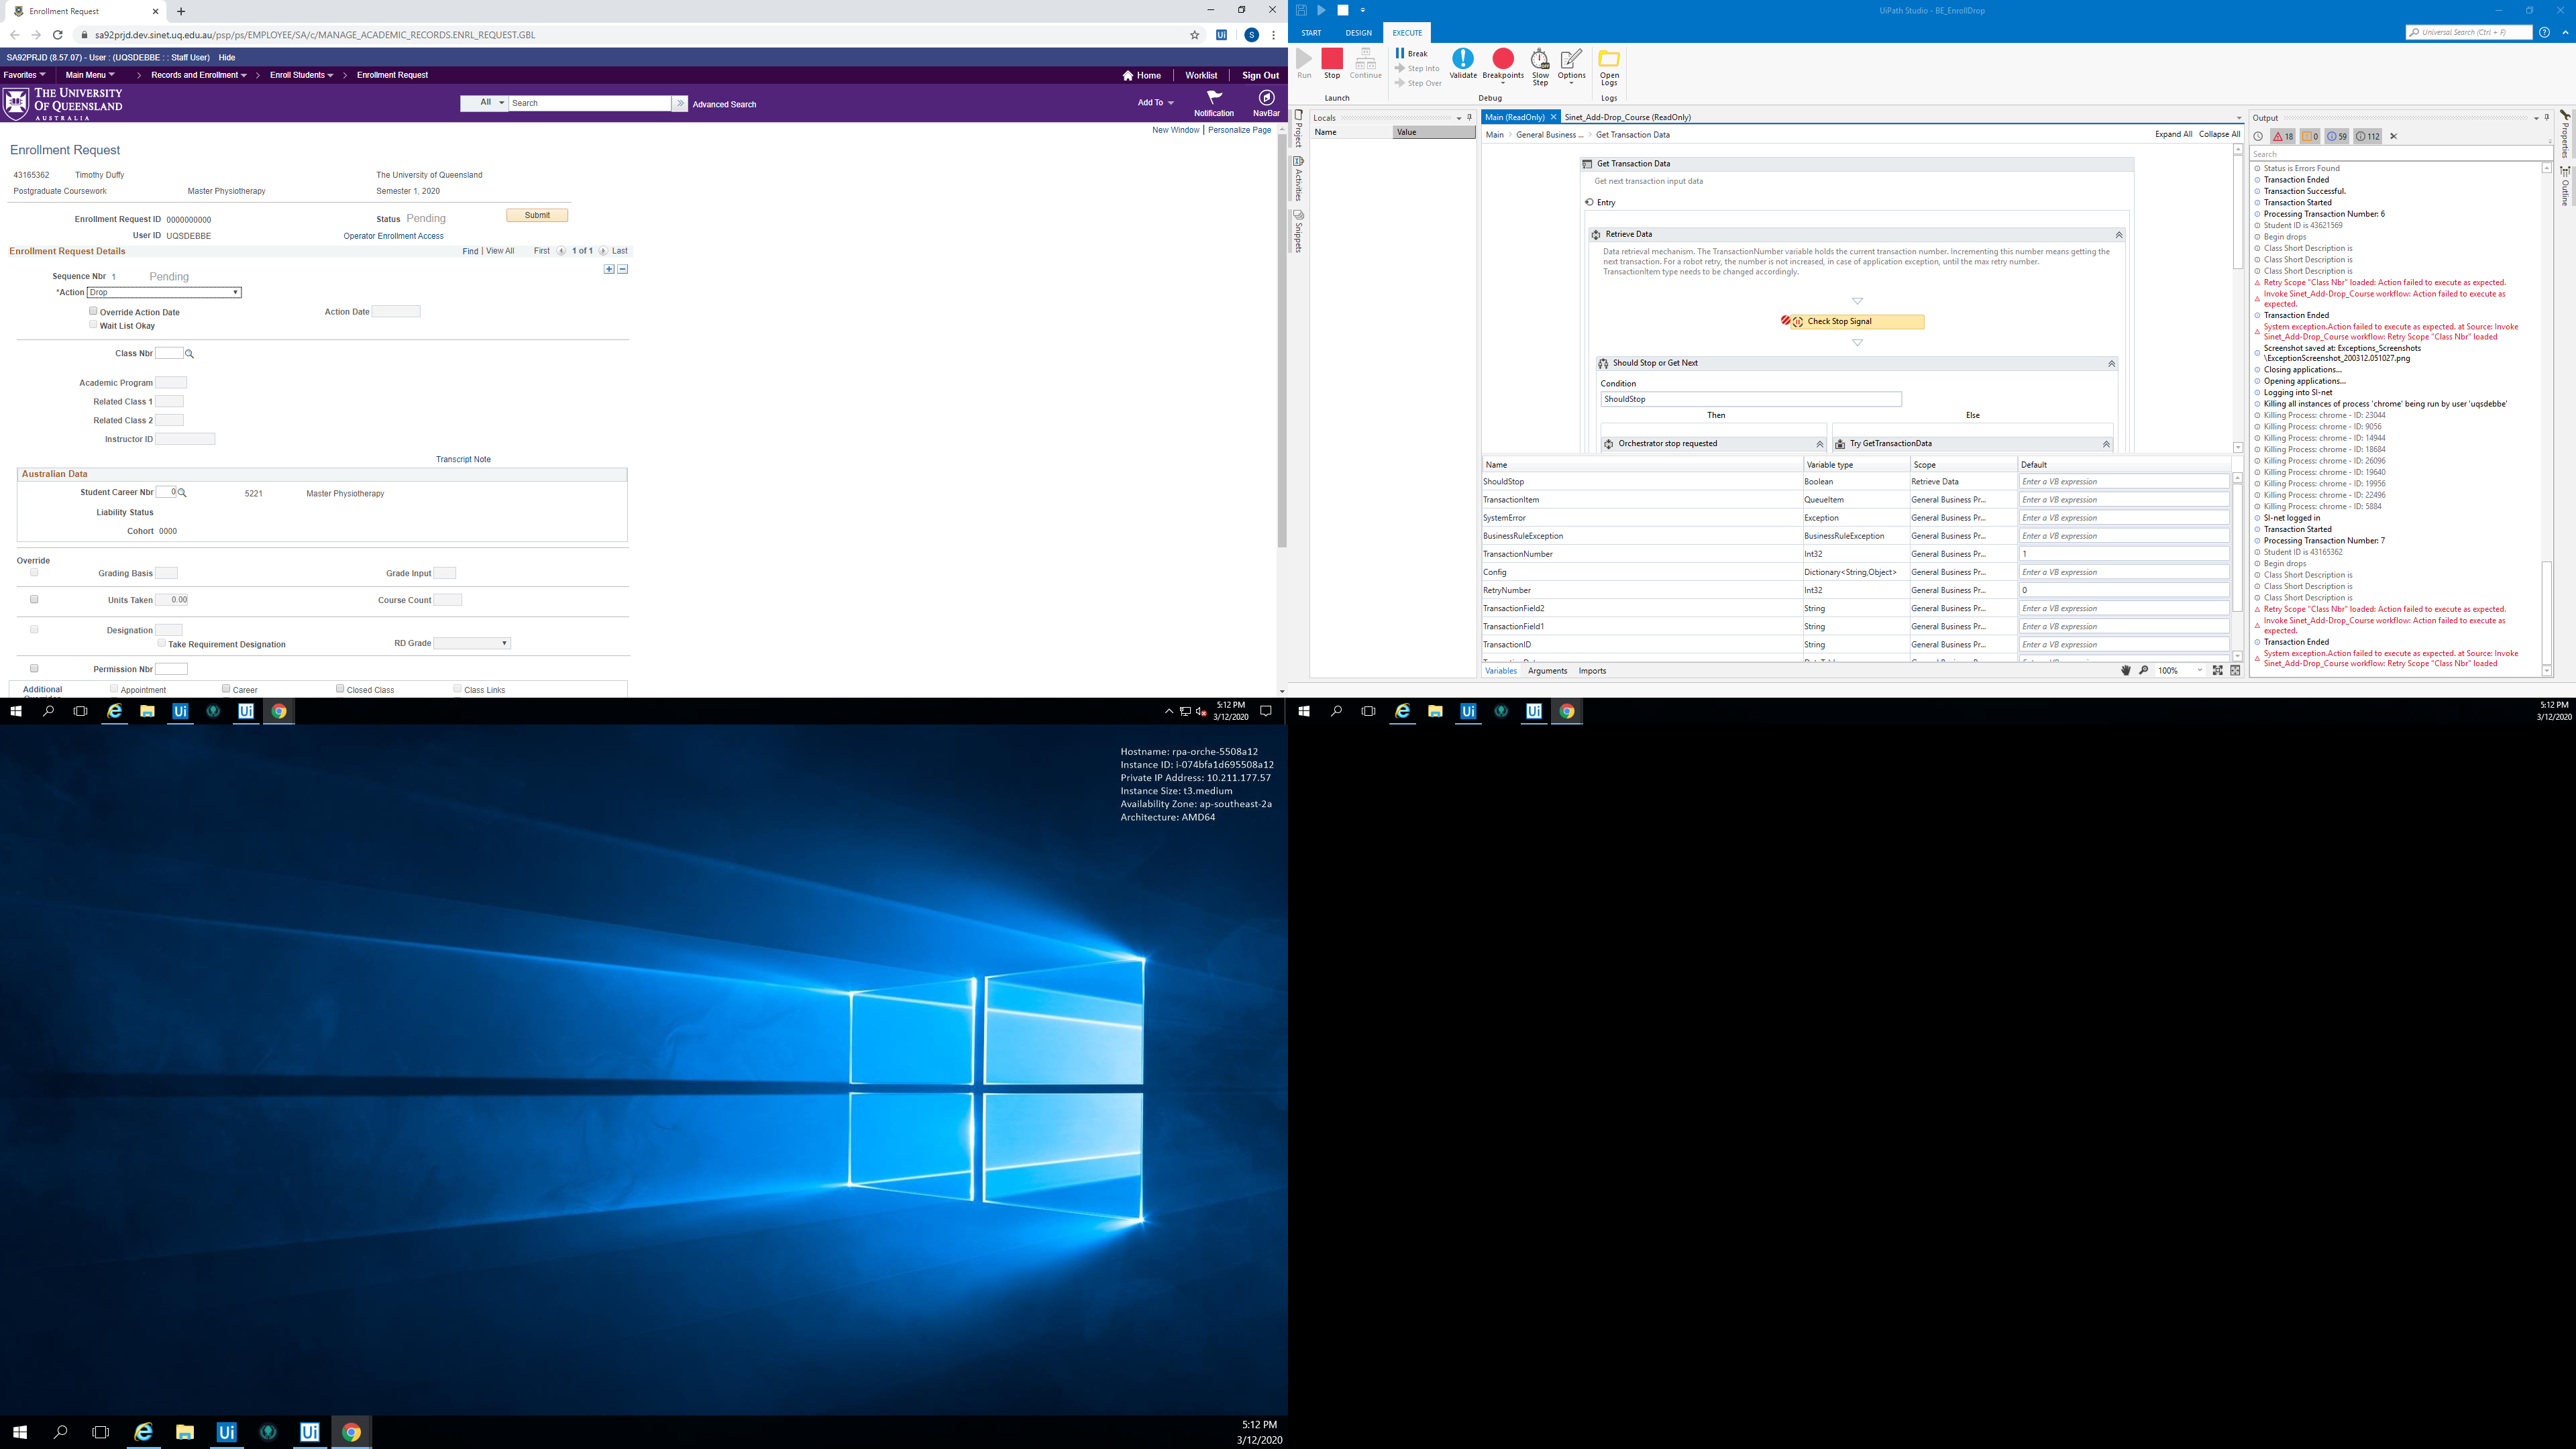 Enrollment Request
sa92prjd.dev.sinet.uq.edu.au/psp/ps/EMPLOYEE/SA/c/MANAGE_ACADEMIC_RECORDS.ENRL_REQUEST.GBL
Ui
S
SA92PRJD (8.57.07) - User : (UQSDEBBE : : Staff User) Hide
Favorites Main Menu > Records and Enrollment > Enroll Students > Enrollment Request
Home Worklist Sign Out
THE UNIVERSITY
OF QUEENSLAND
AUSTRALIA
All Search Advanced Search
Add To Notification NavBar
New Window | Personalize Page
Enrollment Request
43165362 Timothy Duffy The University of Queensland
Postgraduate Coursework Master Physiotherapy Semester 1, 2020
Enrollment Request ID 0000000000 Status Pending Submit
User ID UQSDEBBE Operator Enrollment Access
Enrollment Request Details Find | View All First 1 of 1 Last
Sequence Nbr 1 Pending
*Action Drop
Override Action Date Action Date
Wait List Okay
Class Nbr
Academic Program
Related Class 1
Related Class 2
Instructor ID
Transcript Note
Australian Data
Student Career Nbr 0 5221 Master Physiotherapy
Liability Status
Cohort 0000
Override
Grading Basis Grade Input
Units Taken 0.00 Course Count
Designation
Take Requirement Designation RD Grade
Permission Nbr
Additional Appointment Career Closed Class Class Links
5:12 PM
3/12/2020
UiPath Studio - BE_EnrollDrop
START DESIGN EXECUTE
Universal Search (Ctrl + F)
Run Stop Continue
Break
Step Into
Step Over
Validate Breakpoints Slow Step Options Open Logs
Launch Debug Logs
Project
Activities
Snippets
Locals
Name Value
Main (ReadOnly) Sinet_Add-Drop_Course (ReadOnly)
Main > General Business ... > Get Transaction Data
Expand All Collapse All
Get Transaction Data
Get next transaction input data
Entry
Retrieve Data
Data retrieval mechanism. The TransactionNumber variable holds the current transaction number. Incrementing this number means getting the
next transaction. For a robot retry, the number is not increased, in case of application exception, until the max retry number.
TransactionItem type needs to be changed accordingly.
Check Stop Signal
Should Stop or Get Next
Condition
ShouldStop
Then Else
Orchestrator stop requested Try GetTransactionData
Name Variable type Scope Default
ShouldStop Boolean Retrieve Data Enter a VB expression
TransactionItem QueueItem General Business Pr... Enter a VB expression
SystemError Exception General Business Pr... Enter a VB expression
BusinessRuleException BusinessRuleException General Business Pr... Enter a VB expression
TransactionNumber Int32 General Business Pr... 1
Config Dictionary<String,Object> General Business Pr... Enter a VB expression
RetryNumber Int32 General Business Pr... 0
TransactionField2 String General Business Pr... Enter a VB expression
TransactionField1 String General Business Pr... Enter a VB expression
TransactionID String General Business Pr... Enter a VB expression
Variables Arguments Imports
100%
Output
18 0 59 112
Search
Status is Errors Found
Transaction Ended
Transaction Successful.
Transaction Started
Processing Transaction Number: 6
Student ID is 43621569
Begin drops
Class Short Description is
Class Short Description is
Class Short Description is
Retry Scope "Class Nbr" loaded: Action failed to execute as expected.
Invoke Sinet_Add-Drop_Course workflow: Action failed to execute as
expected.
Transaction Ended
System exception.Action failed to execute as expected. at Source: Invoke
Sinet_Add-Drop_Course workflow: Retry Scope "Class Nbr" loaded
Screenshot saved at: Exceptions_Screenshots
\ExceptionScreenshot_200312.051027.png
Closing applications...
Opening applications...
Logging into SI-net
Killing all instances of process 'chrome' being run by user 'uqsdebbe'
Killing Process: chrome - ID: 23044
Killing Process: chrome - ID: 9056
Killing Process: chrome - ID: 14944
Killing Process: chrome - ID: 18684
Killing Process: chrome - ID: 26096
Killing Process: chrome - ID: 19640
Killing Process: chrome - ID: 19956
Killing Process: chrome - ID: 22496
Killing Process: chrome - ID: 5884
SI-net logged in
Transaction Started
Processing Transaction Number: 7
Student ID is 43165362
Begin drops
Class Short Description is
Class Short Description is
Class Short Description is
Retry Scope "Class Nbr" loaded: Action failed to execute as expected.
Invoke Sinet_Add-Drop_Course workflow: Action failed to execute as
expected.
Transaction Ended
System exception.Action failed to execute as expected. at Source: Invoke
Sinet_Add-Drop_Course workflow: Retry Scope "Class Nbr" loaded
Properties
Outline
5:12 PM
3/12/2020
Hostname: rpa-orche-5508a12
Instance ID: i-074bfa1d695508a12
Private IP Address: 10.211.177.57
Instance Size: t3.medium
Availability Zone: ap-southeast-2a
Architecture: AMD64
5:12 PM
3/12/2020